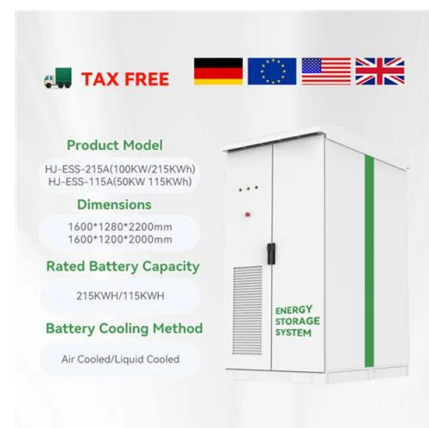 TAX FREE
Product Model
HJ-ESS-215A(100KW/215KWh)
HJ-ESS-115A(50KW 115KWh)
Dimensions
1600*1280*2200mm
1600*1200*2000mm
Rated Battery Capacity
215KWH/115KWH
Battery Cooling Method
Air Cooled/Liquid Cooled
ENERGY
STORAGE
SYSTEM